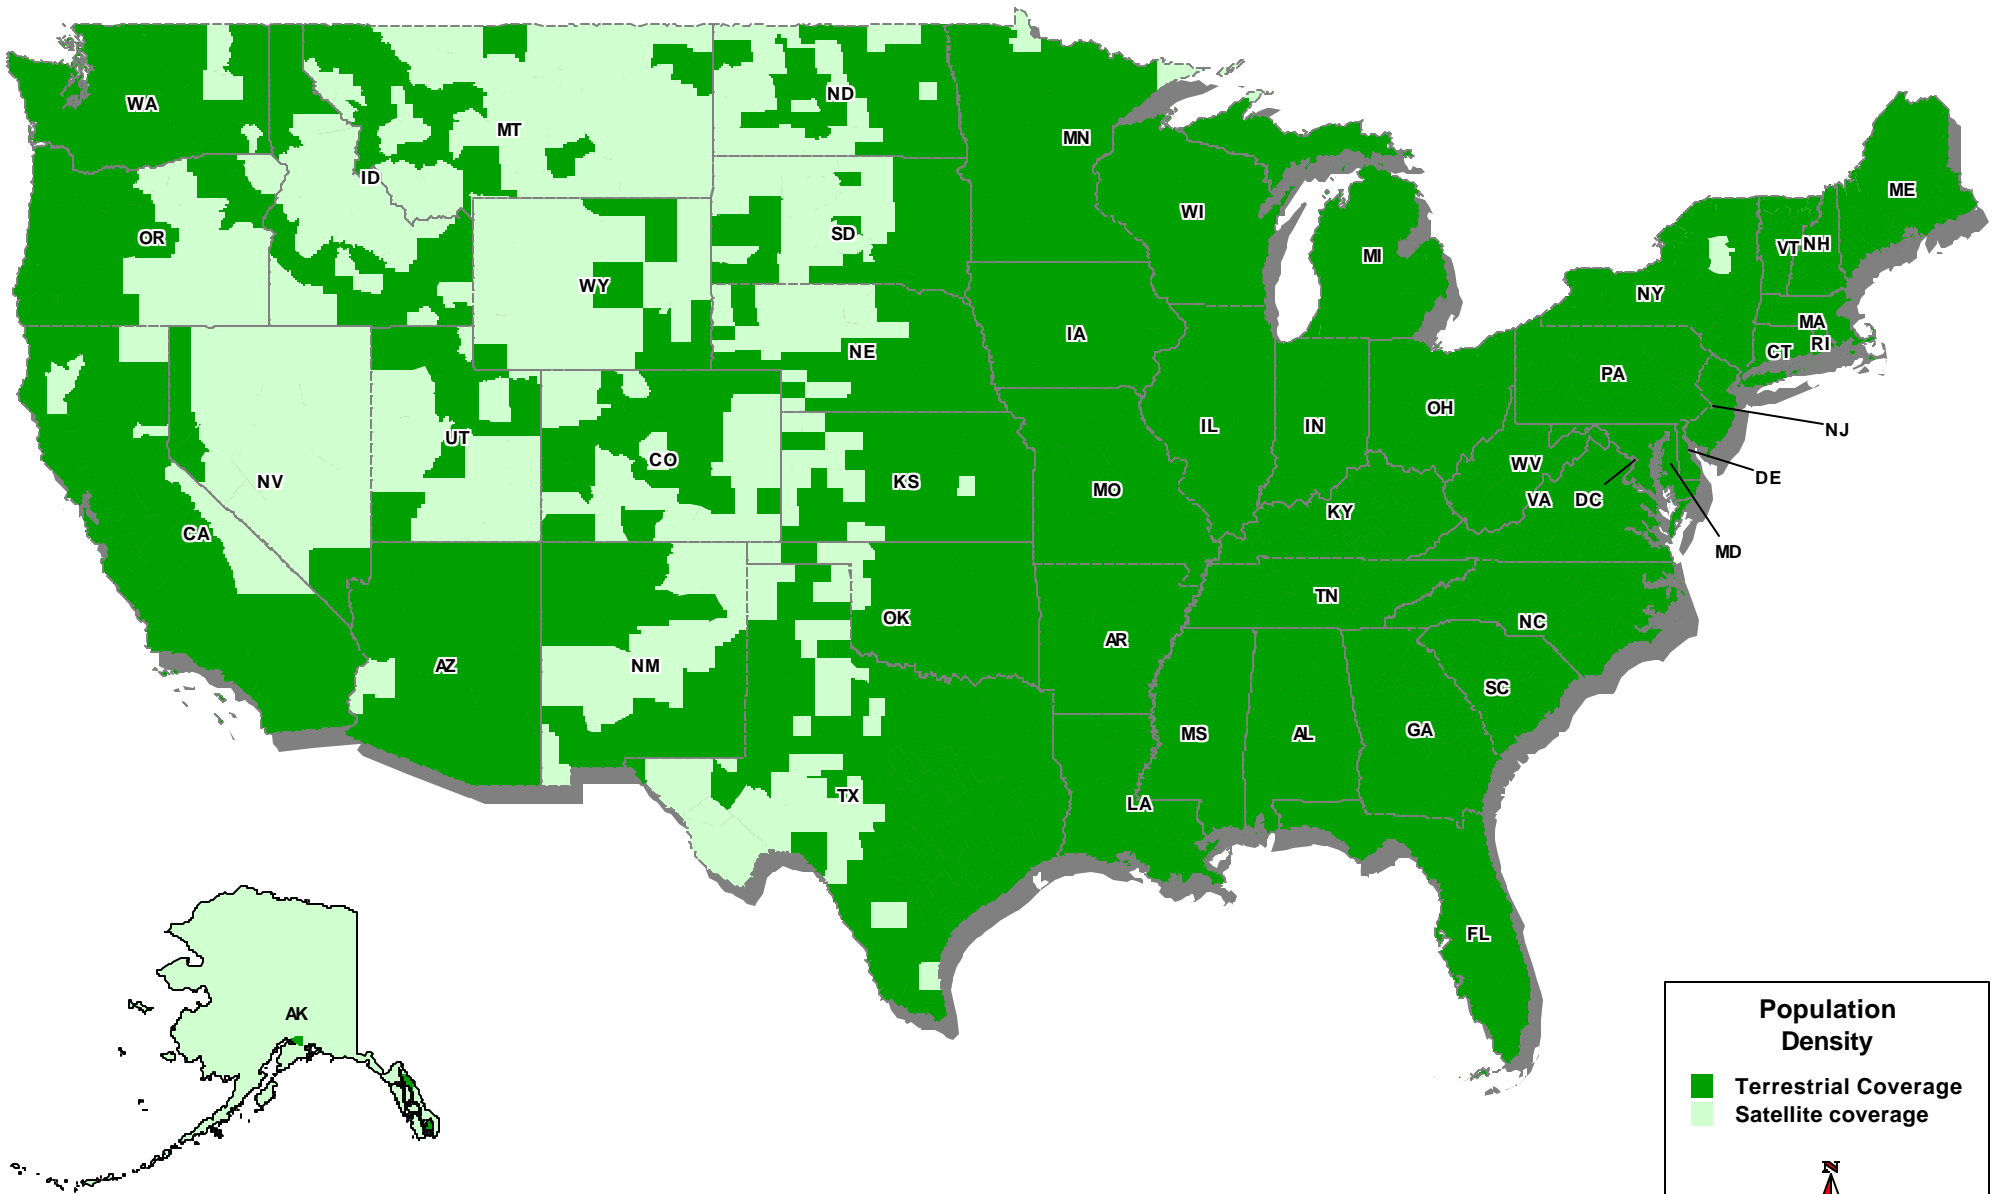 WA
MT
ND
MN
ID
OR
SD
WI
MI
ME
VT
NH
NY
WY
MA
IA
NE
CT
RI
PA
OH
IL
IN
NJ
UT
CO
NV
KS
MO
WV
VA
DC
DE
KY
CA
MD
TN
OK
NC
AR
AZ
NM
SC
MS
AL
GA
TX
LA
FL
AK
Population
Density
Terrestrial Coverage
Satellite coverage
N